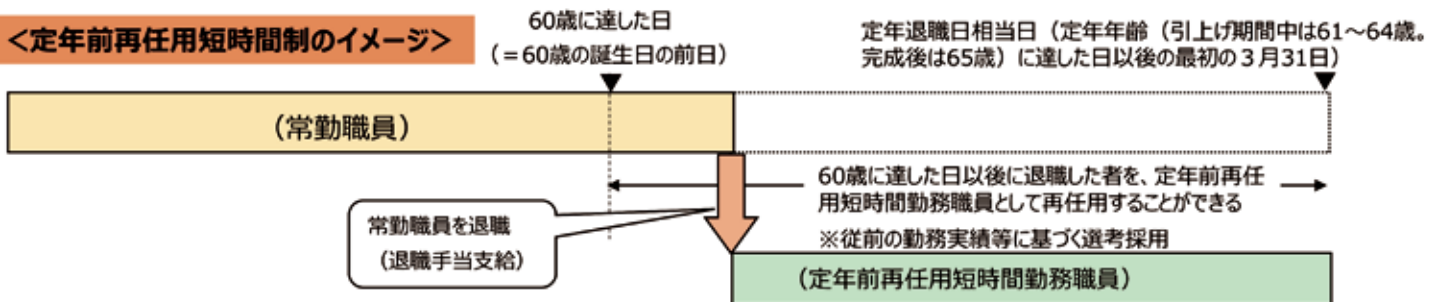 <定年前再任用短時間制のイメージ>
60歳に達した日
(=60歳の誕生日の前日)
定年退職日相当日(定年年齢(引上げ期間中は61～64歳。
完成後は65歳)に達した日以後の最初の3月31日)
(常勤職員)
60歳に達した日以後に退職した者を、定年前再任
用短時間勤務職員として再任用することができる
※従前の勤務実績等に基づく選考採用
常勤職員を退職
(退職手当支給)
(定年前再任用短時間勤務職員)